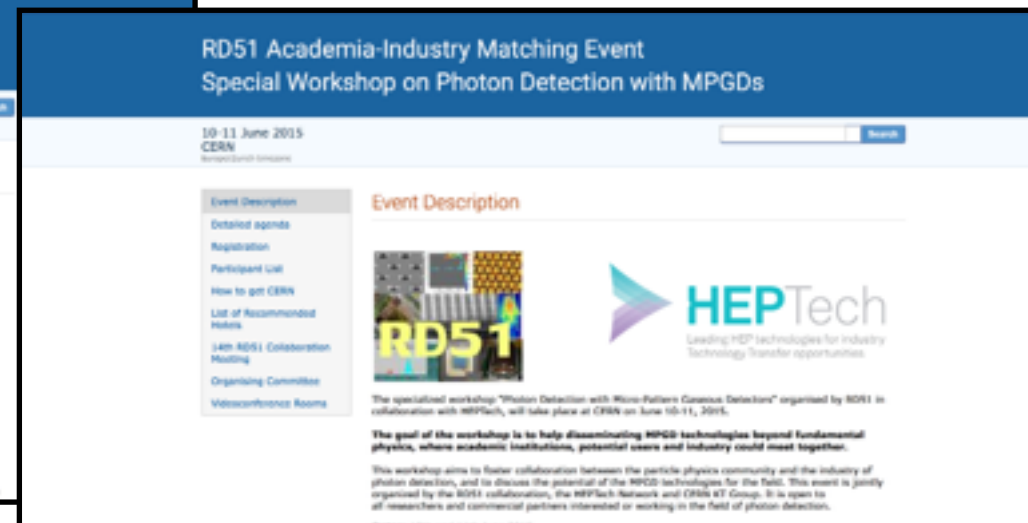 RD51 Academia-Industry Matching Event
Special Workshop on Photon Detection with MPGDs
10-11 June 2015
CERN
Europe/Zurich timezone
Search
Event Description
Detailed agenda
Registration
Participant List
How to get CERN
List of Recommended
Hotels
14th RD51 Collaboration
Meeting
Organising Committee
Videoconference Rooms
Event Description
RD51
HEPTech
Leading HEP technologies for industry
Technology Transfer opportunities
The specialized workshop "Photon Detection with Micro-Pattern Gaseous Detectors" organised by RD51 in
collaboration with HEPTech, will take place at CERN on June 10-11, 2015.
The goal of the workshop is to help disseminating MPGD technologies beyond fundamental
physics, where academic institutions, potential users and industry could meet together.
This workshop aims to foster collaboration between the particle physics community and the industry of
photon detection, and to discuss the potential of the MPGD technologies for the field. This event is jointly
organized by the RD51 collaboration, the HEPTech Network and CERN KT Group. It is open to
all researchers and commercial partners interested or working in the field of photon detection.